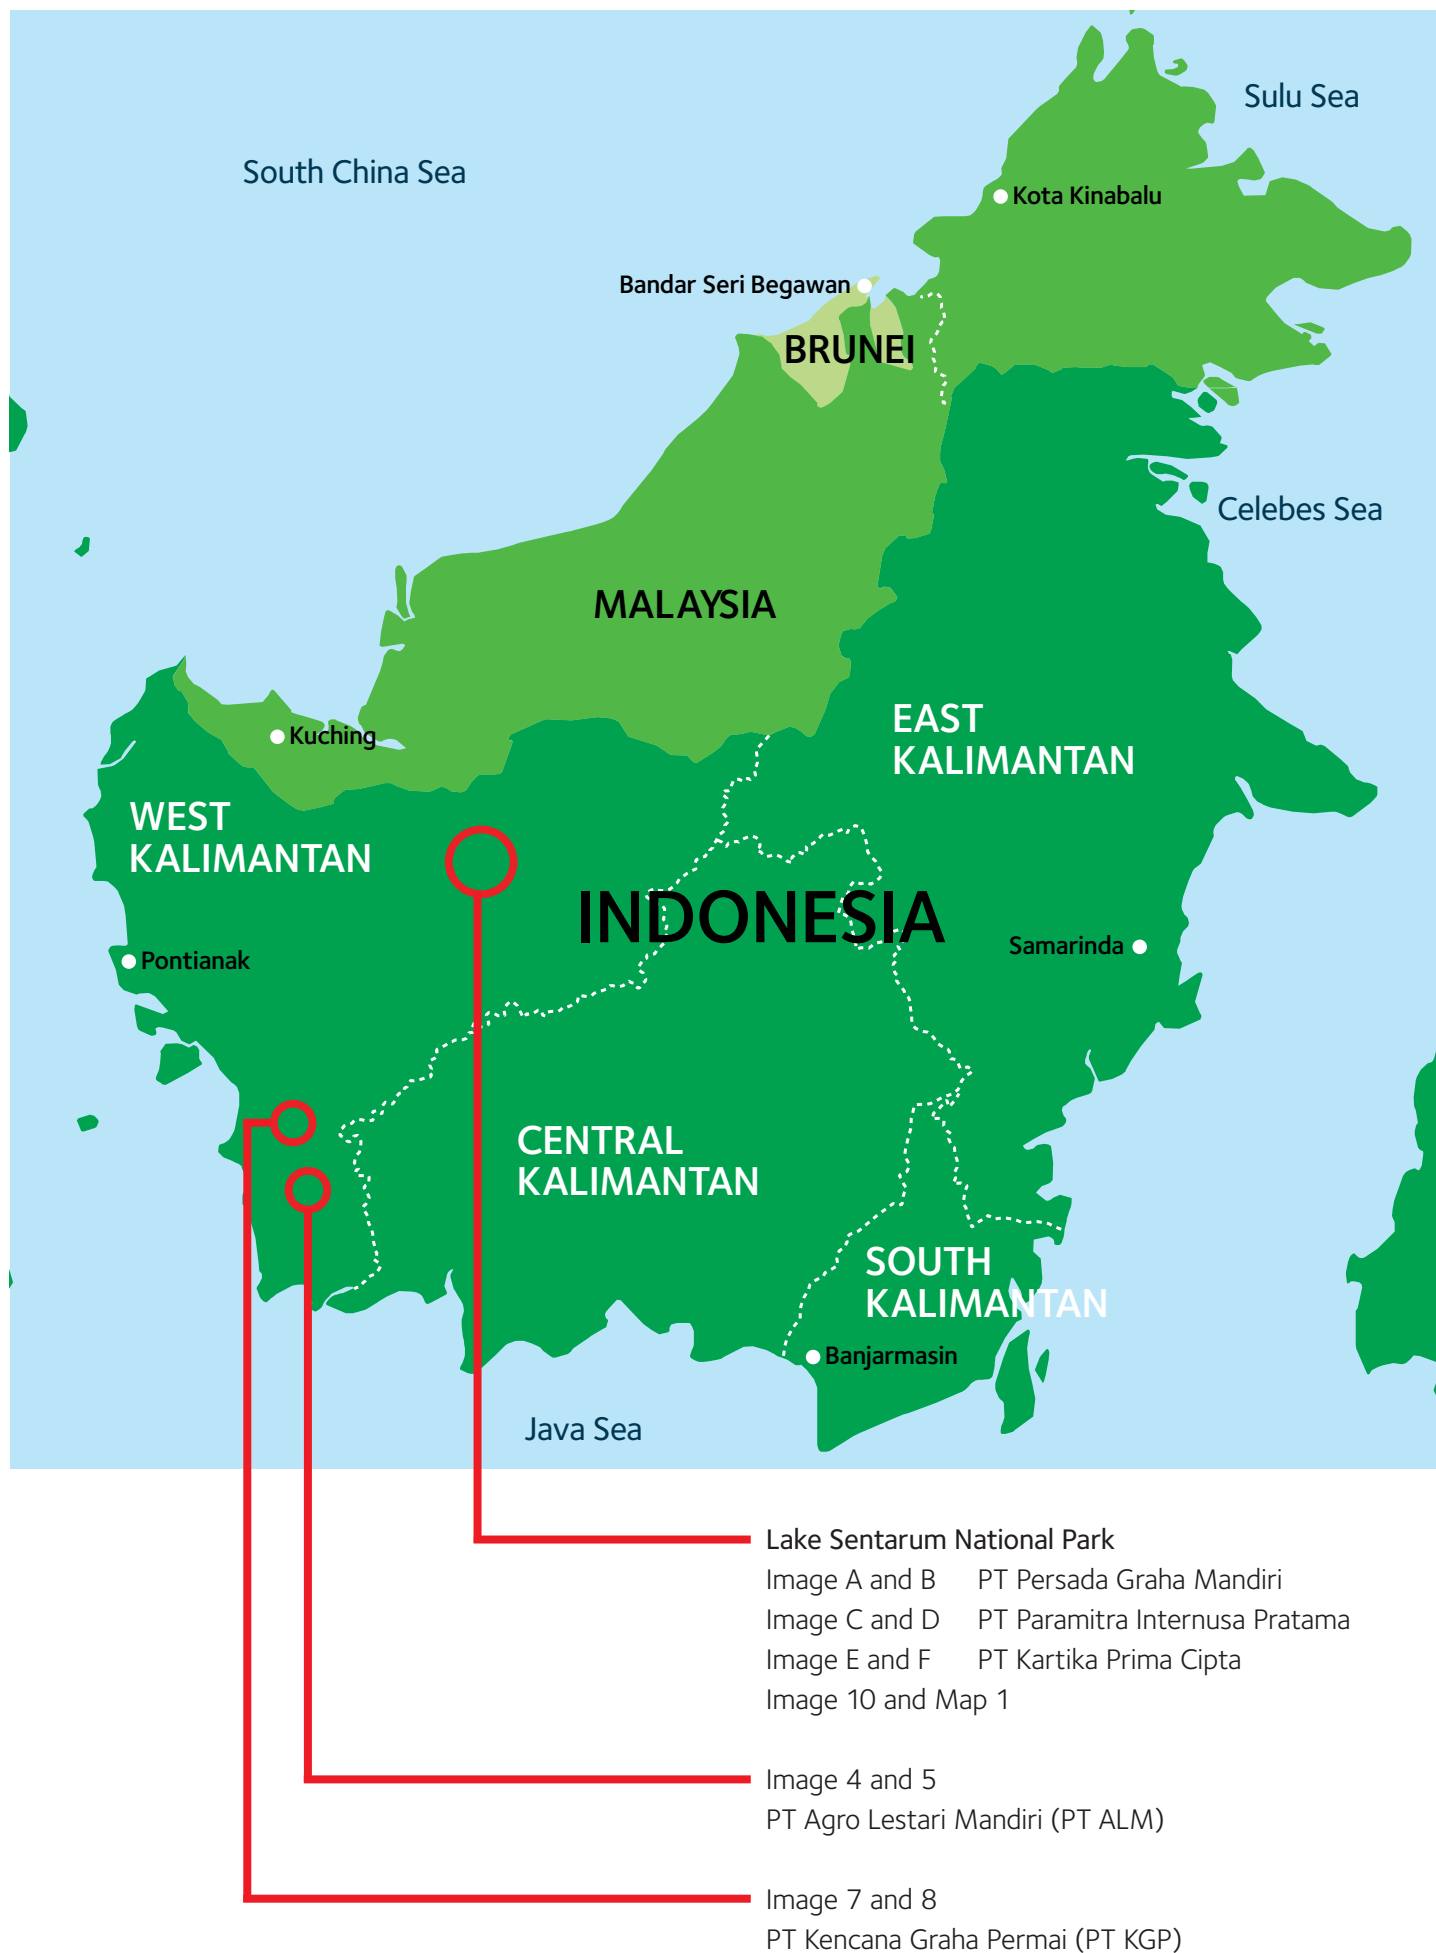 Sulu Sea
South China Sea
Kota Kinabalu
Bandar Seri Begawan
BRUNEI
Celebes Sea
MALAYSIA
EAST
KALIMANTAN
Kuching
WEST
KALIMANTAN
INDONESIA
Samarinda
Pontianak
CENTRAL
KALIMANTAN
SOUTH
KALIMANTAN
Banjarmasin
Java Sea
Lake Sentarum National Park
Image A and B PT Persada Graha Mandiri
Image C and D PT Paramitra Internusa Pratama
Image E and F PT Kartika Prima Cipta
Image 10 and Map 1
Image 4 and 5
PT Agro Lestari Mandiri (PT ALM)
Image 7 and 8
PT Kencana Graha Permai (PT KGP)